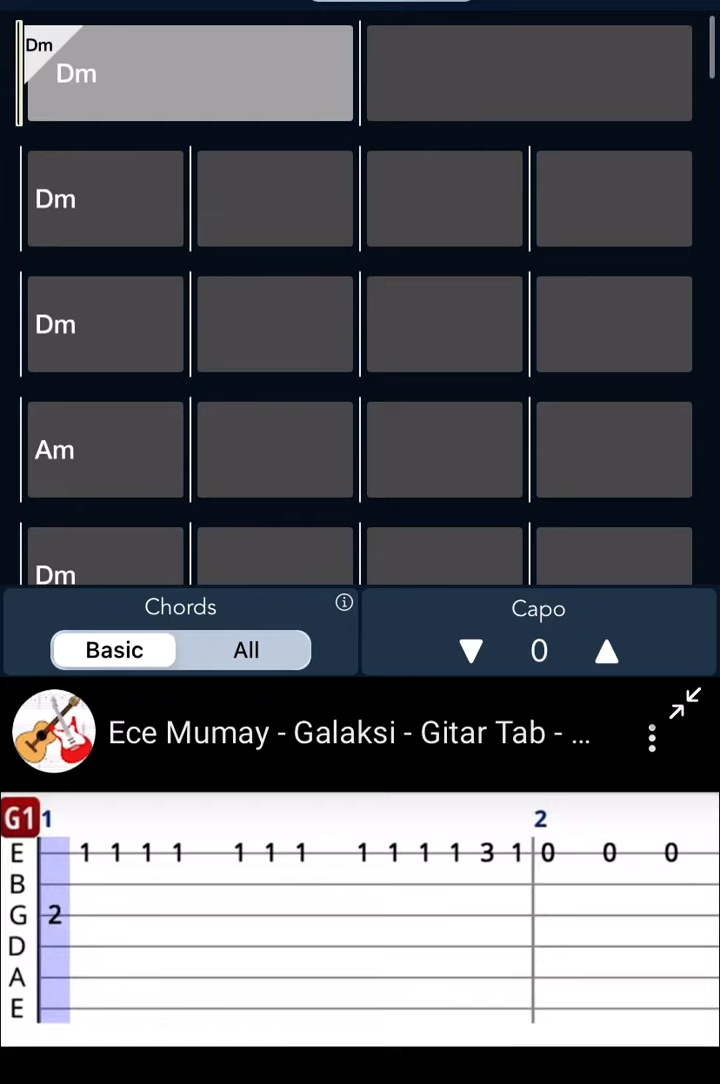 Dm
Dm
Dm
Dm
Am
Dm
Chords
Capo
Basic All
0
Ece Mumay - Galaksi - Gitar Tab - ...
G1 1 2
E 1 1 1 1 1 1 1 1 1 1 1 3 1 0 0 0
B
G 2
D
A
E